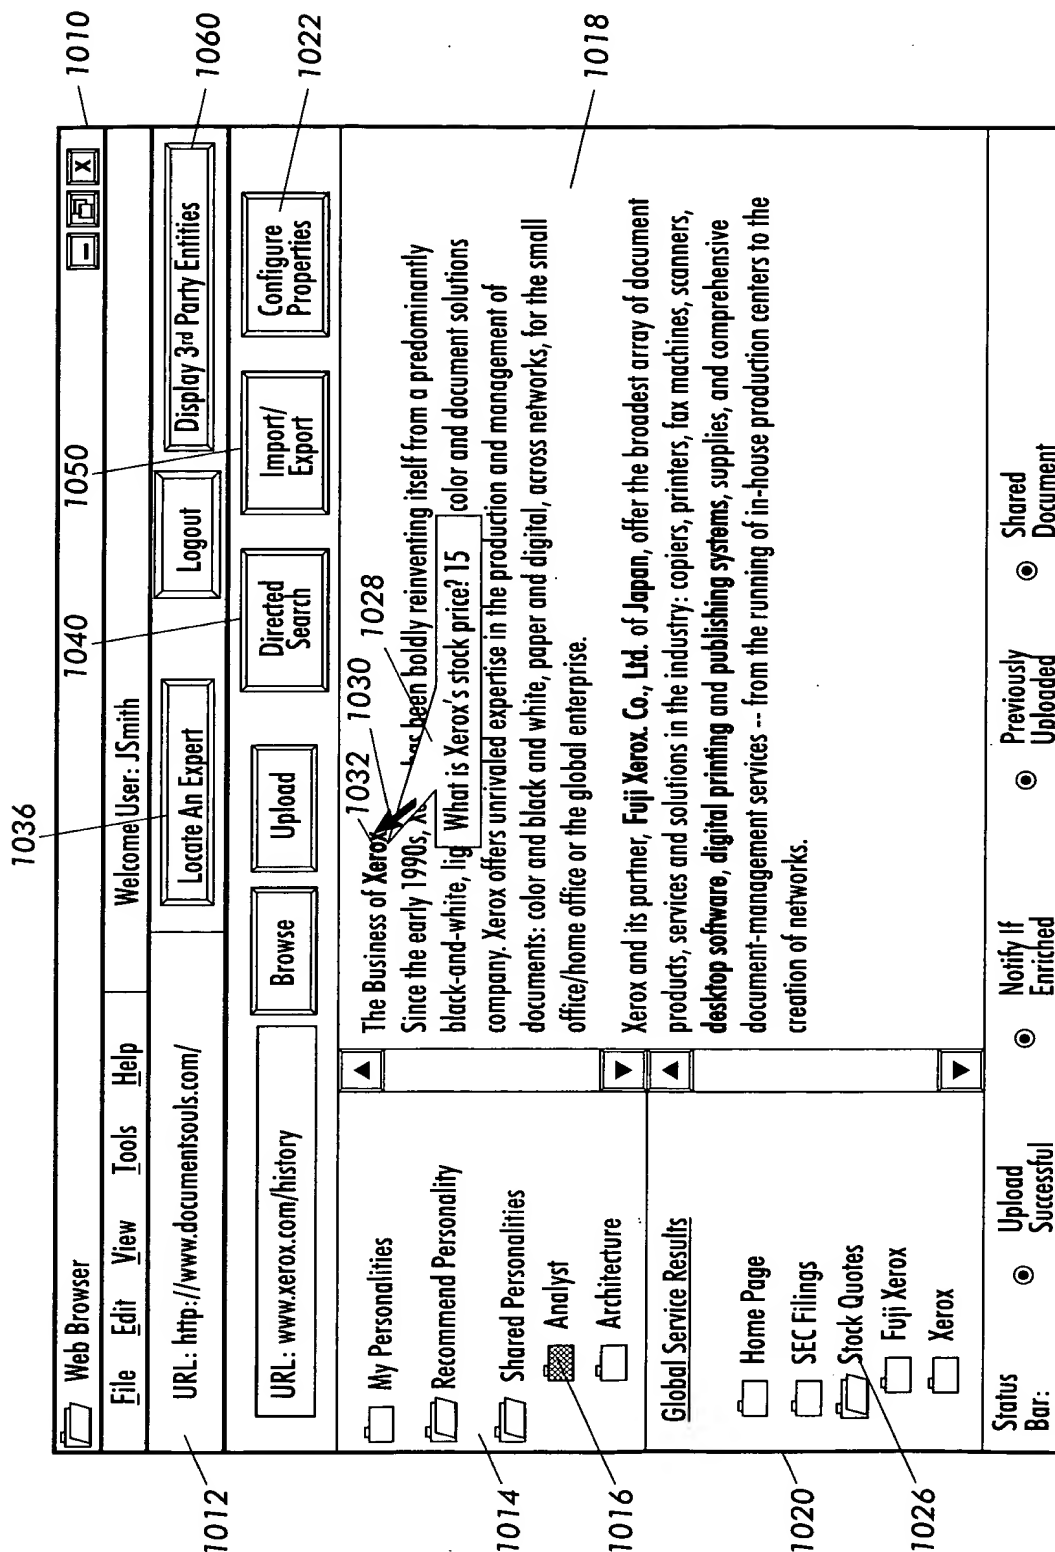 1036
1040
1050
1010
1060
1022
Web Browser
File Edit View Tools Help
Welcome User: JSmith
1012
URL: http://www.documentsouls.com/
Locate An Expert
Logout
Display 3rd Party Entities
URL: www.xerox.com/history
Browse
Upload
Directed
Search
Import/
Export
Configure
Properties
1014
My Personalities
Recommend Personality
Shared Personalities
Analyst
Architecture
1016
1032
1030
1028
1018
The Business of Xerox
Since the early 1990s, Xe has been boldly reinventing itself from a predominantly
black-and-white, lig color and document solutions
What is Xerox's stock price? 15
company. Xerox offers unrivaled expertise in the production and management of
documents: color and black and white, paper and digital, across networks, for the small
office/home office or the global enterprise.
Xerox and its partner, Fuji Xerox. Co., Ltd. of Japan, offer the broadest array of document
products, services and solutions in the industry: copiers, printers, fax machines, scanners,
desktop software, digital printing and publishing systems, supplies, and comprehensive
document-management services -- from the running of in-house production centers to the
creation of networks.
1020
Global Service Results
Home Page
SEC Filings
Stock Quotes
Fuji Xerox
Xerox
1026
Status
Bar:
Upload
Successful
Notify If
Enriched
Previously
Uploaded
Shared
Document